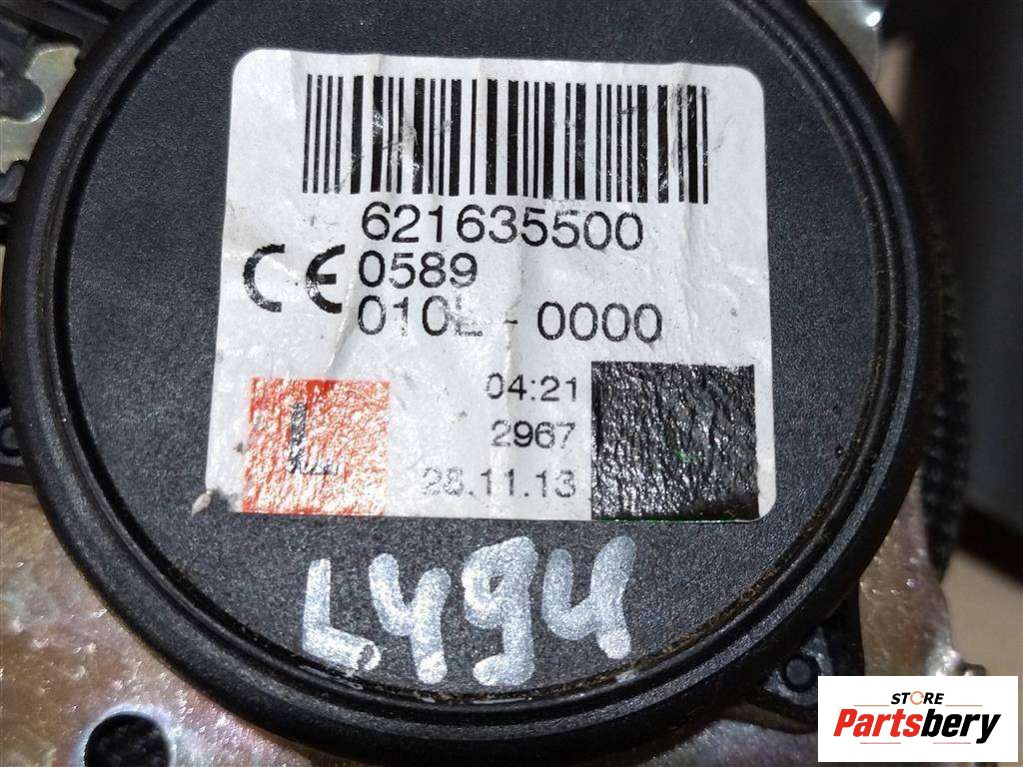 621635500
CE 0589
010L - 0000
04:21
L 2967
28.11.13
L494
STORE
Partsbery